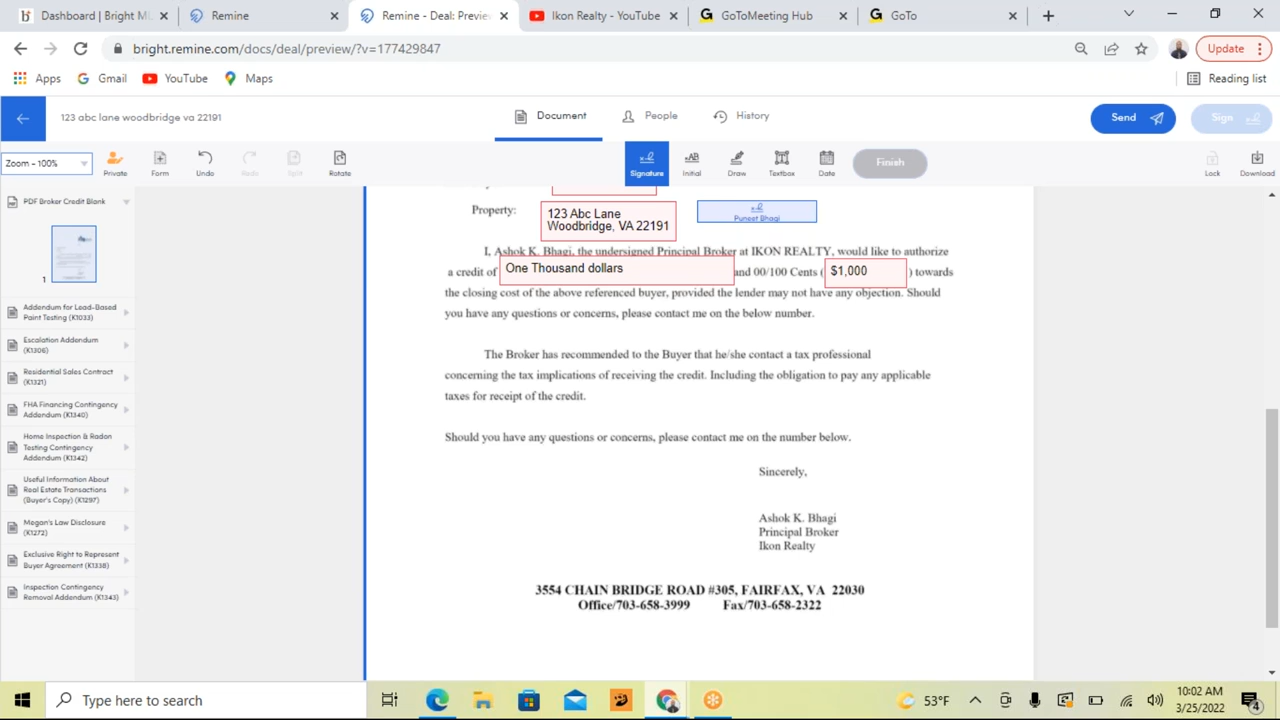 Dashboard | Bright ML
Remine
Remine - Deal: Previe
Ikon Realty - YouTube
GoToMeeting Hub
GoTo
bright.remine.com/docs/deal/preview/?v=177429847
Update
Apps
Gmail
YouTube
Maps
Reading list
123 abc lane woodbridge va 22191
Document
People
History
Send
Sign
Zoom - 100%
Private
Form
Undo
Redo
Split
Rotate
Signature
Initial
Draw
Textbox
Date
Finish
Lock
Download
PDF Broker Credit Blank
1
Addendum for Lead-Based
Paint Testing (K1033)
Escalation Addendum
(K1306)
Residential Sales Contract
(K1321)
FHA Financing Contingency
Addendum (K1340)
Home Inspection & Radon
Testing Contingency
Addendum (K1342)
Useful Information About
Real Estate Transactions
(Buyer's Copy) (K1297)
Megan's Law Disclosure
(K1272)
Exclusive Right to Represent
Buyer Agreement (K1338)
Inspection Contingency
Removal Addendum (K1343)
Property:
123 Abc Lane
Woodbridge, VA 22191
Puneet Bhagi
I, Ashok K. Bhagi, the undersigned Principal Broker at IKON REALTY, would like to authorize
a credit of One Thousand dollars and 00/100 Cents ( $1,000 ) towards
the closing cost of the above referenced buyer, provided the lender may not have any objection. Should
you have any questions or concerns, please contact me on the below number.
The Broker has recommended to the Buyer that he/she contact a tax professional
concerning the tax implications of receiving the credit. Including the obligation to pay any applicable
taxes for receipt of the credit.
Should you have any questions or concerns, please contact me on the number below.
Sincerely,
Ashok K. Bhagi
Principal Broker
Ikon Realty
3554 CHAIN BRIDGE ROAD #305, FAIRFAX, VA 22030
Office/703-658-3999 Fax/703-658-2322
Type here to search
53°F
10:02 AM
3/25/2022
4